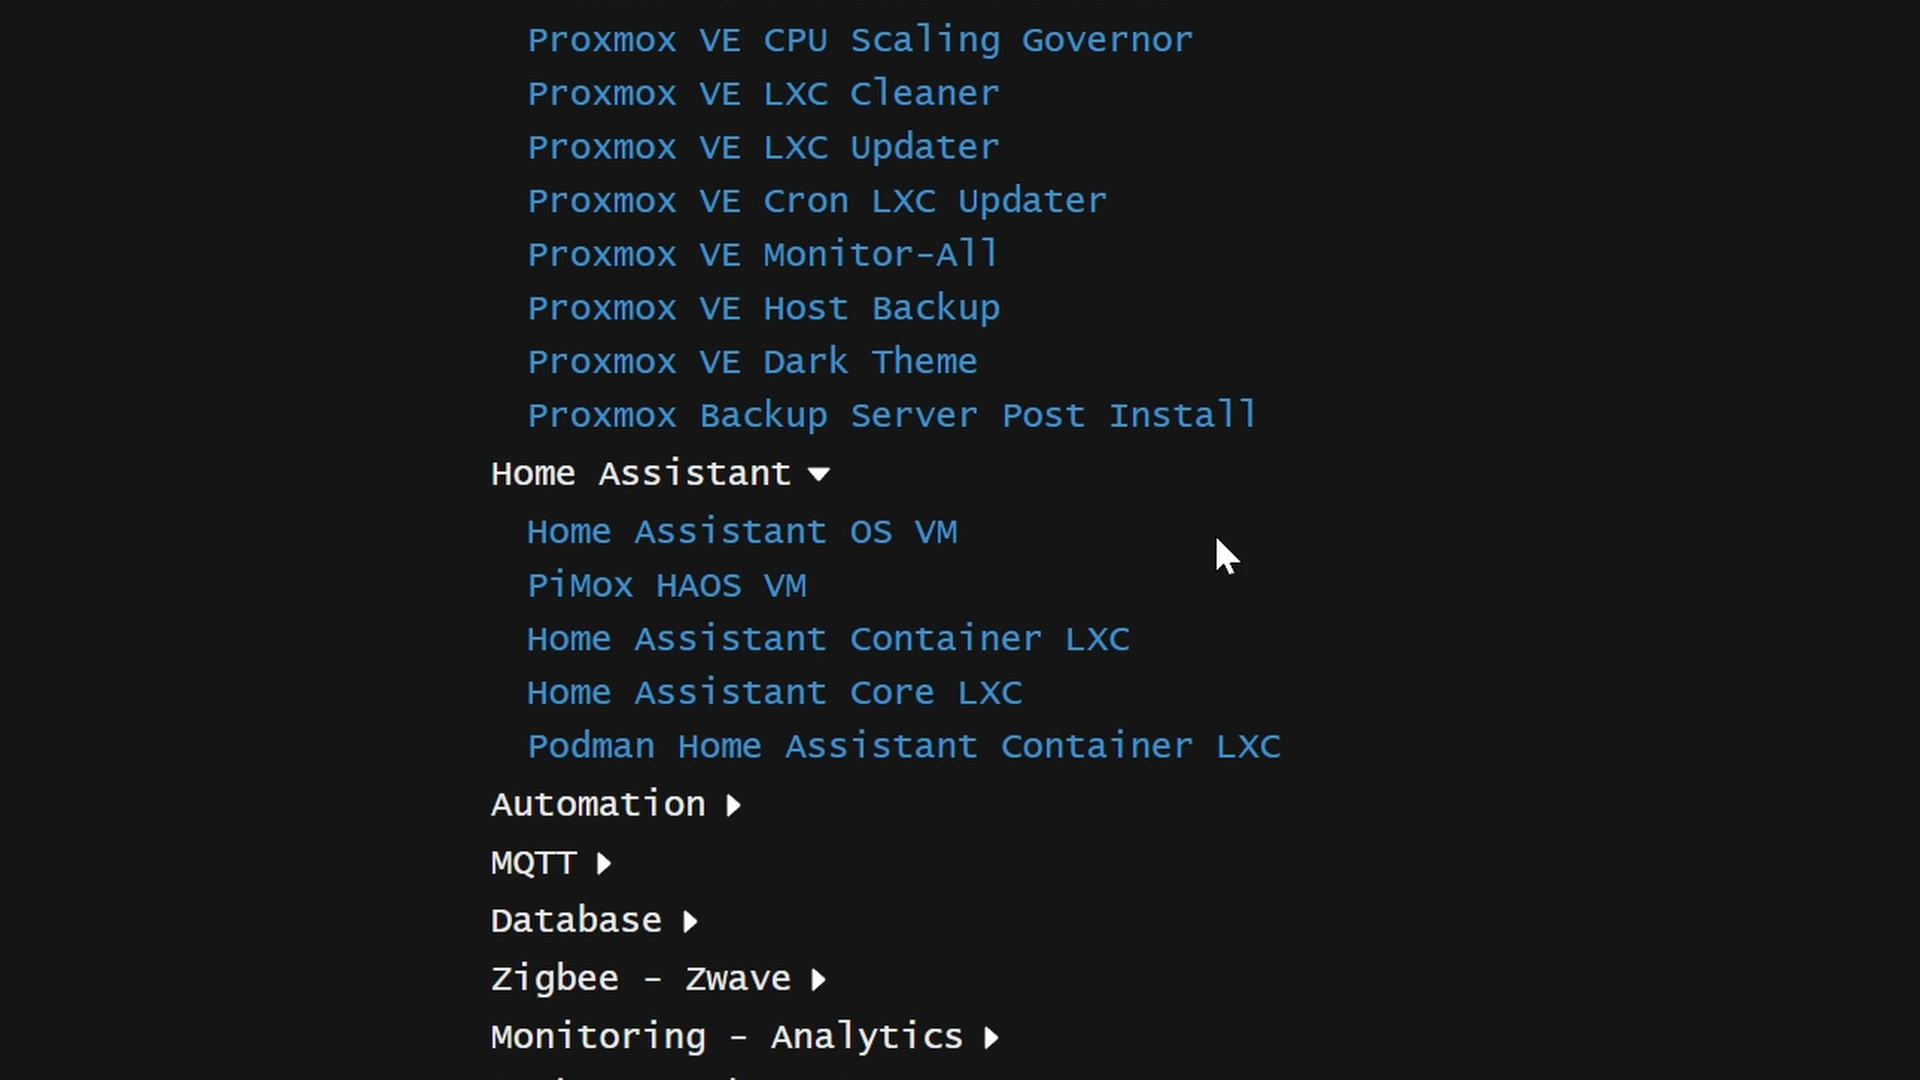 Proxmox VE CPU Scaling Governor
Proxmox VE LXC Cleaner
Proxmox VE LXC Updater
Proxmox VE Cron LXC Updater
Proxmox VE Monitor-All
Proxmox VE Host Backup
Proxmox VE Dark Theme
Proxmox Backup Server Post Install
Home Assistant
Home Assistant OS VM
PiMox HAOS VM
Home Assistant Container LXC
Home Assistant Core LXC
Podman Home Assistant Container LXC
Automation
MQTT
Database
Zigbee - Zwave
Monitoring - Analytics